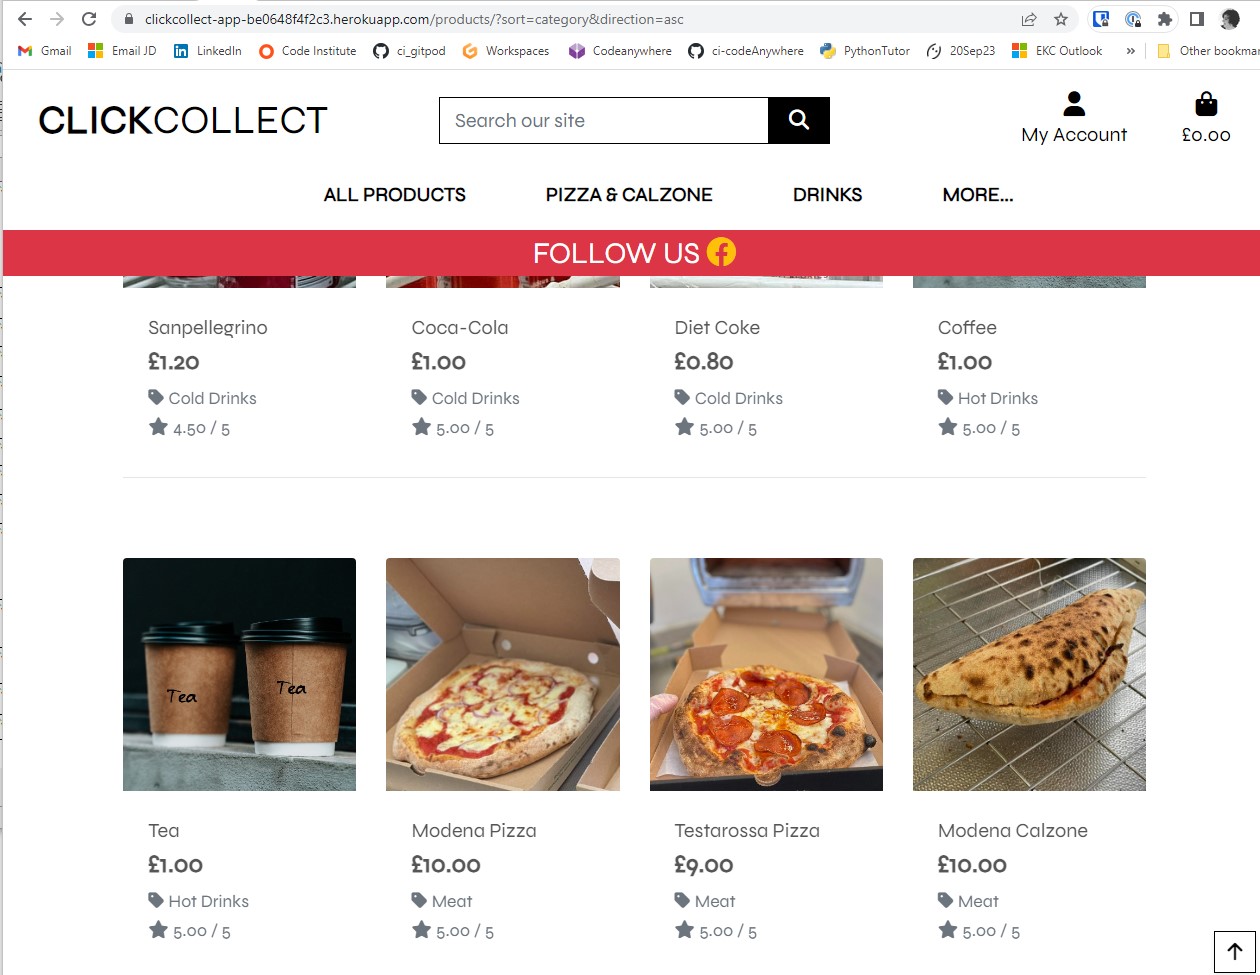 clickcollect-app-be0648f4f2c3.herokuapp.com/products/?sort=category&direction=asc
Gmail Email JD LinkedIn Code Institute ci_gitpod Workspaces Codeanywhere ci-codeAnywhere PythonTutor 20Sep23 EKC Outlook » Other bookmar
CLICKCOLLECT
Search our site
My Account
£0.00
ALL PRODUCTS PIZZA & CALZONE DRINKS MORE...
FOLLOW US
Sanpellegrino
£1.20
Cold Drinks
4.50 / 5
Coca-Cola
£1.00
Cold Drinks
5.00 / 5
Diet Coke
£0.80
Cold Drinks
5.00 / 5
Coffee
£1.00
Hot Drinks
5.00 / 5
Tea
Tea
Tea
£1.00
Hot Drinks
5.00 / 5
Modena Pizza
£10.00
Meat
5.00 / 5
Testarossa Pizza
£9.00
Meat
5.00 / 5
Modena Calzone
£10.00
Meat
5.00 / 5